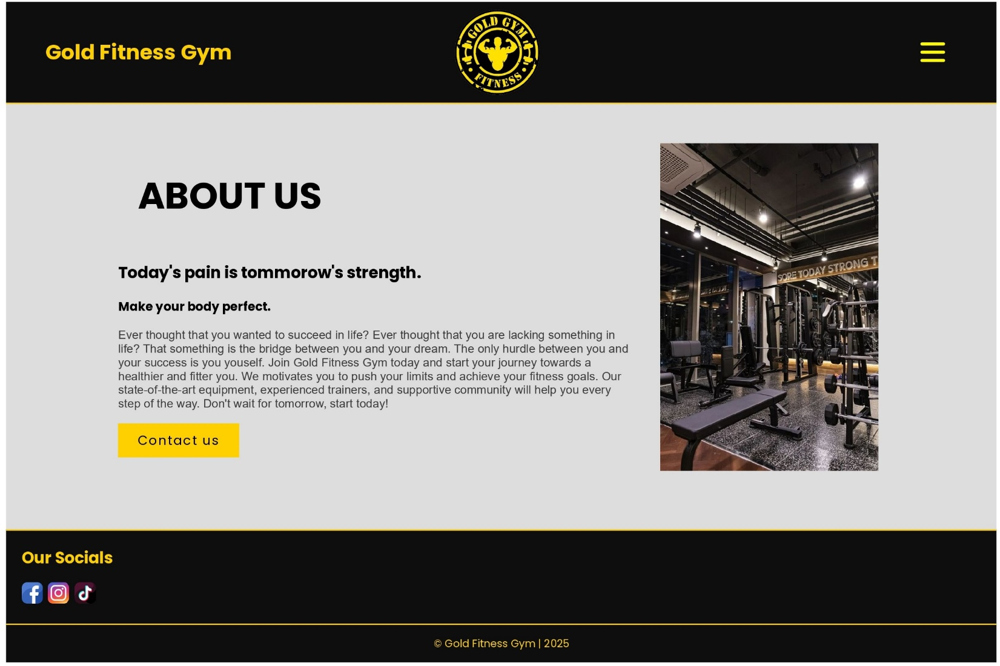 Gold Fitness Gym
GOLD GYM
FITNESS
ABOUT US
Today's pain is tommorow's strength.
Make your body perfect.
Ever thought that you wanted to succeed in life? Ever thought that you are lacking something in
life? That something is the bridge between you and your dream. The only hurdle between you and
your success is you youself. Join Gold Fitness Gym today and start your journey towards a
healthier and fitter you. We motivates you to push your limits and achieve your fitness goals. Our
state-of-the-art equipment, experienced trainers, and supportive community will help you every
step of the way. Don't wait for tomorrow, start today!
Contact us
SORE TODAY STRONG T
Our Socials
© Gold Fitness Gym | 2025